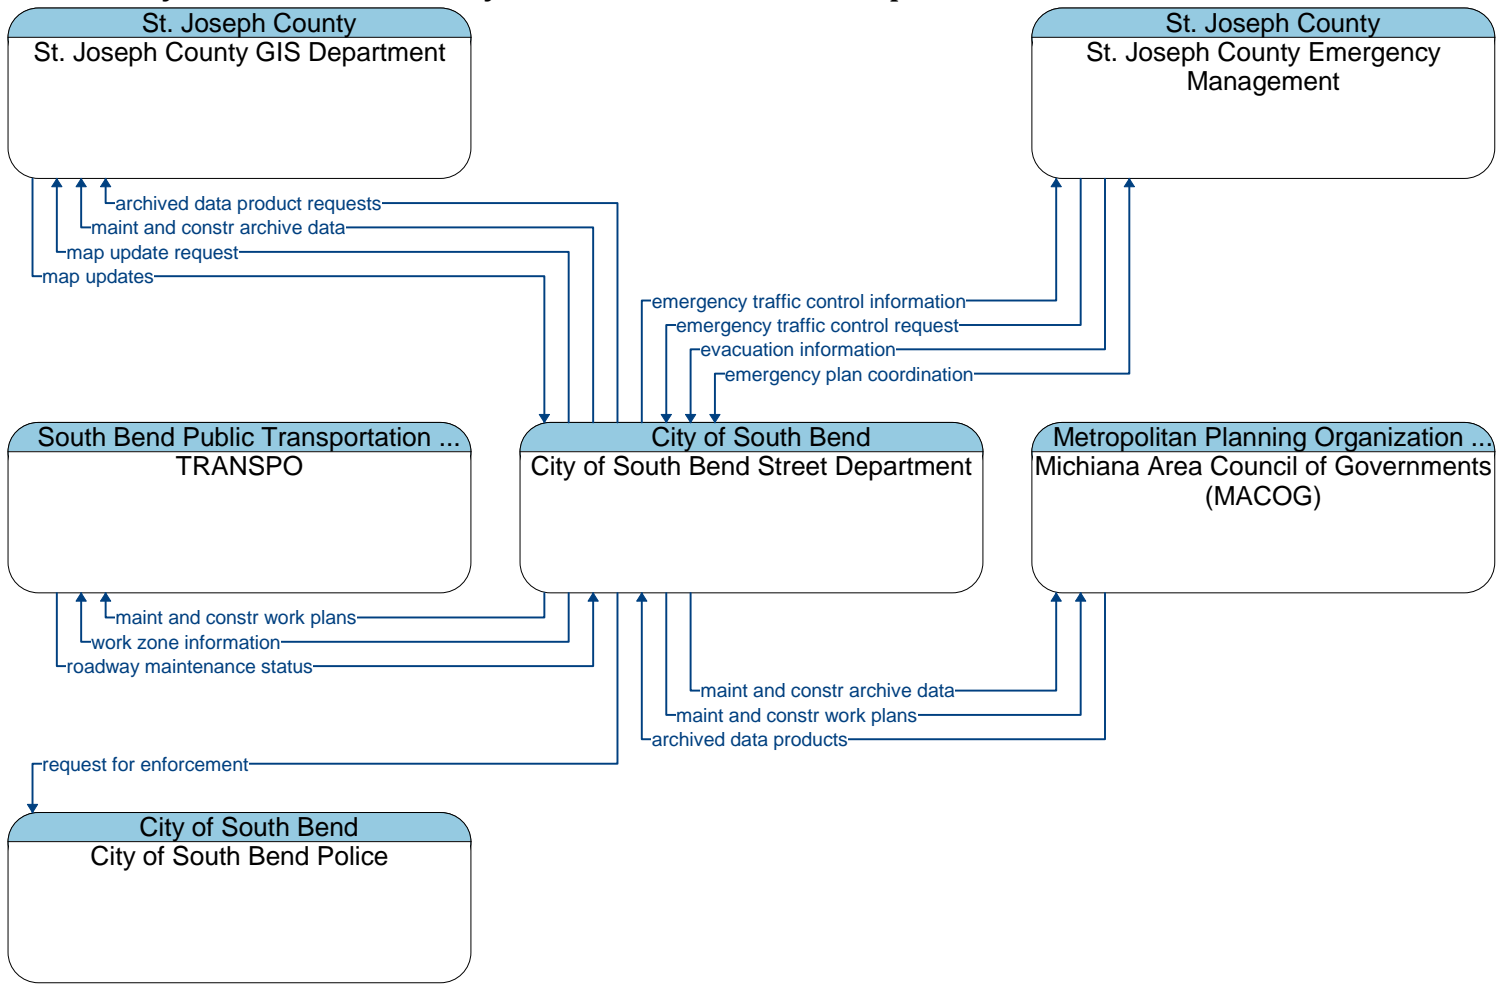 St. Joseph County
St. Joseph County GIS Department
St. Joseph County
St. Joseph County Emergency
Management
archived data product requests
maint and constr archive data
map update request
map updates
emergency traffic control information
emergency traffic control request
evacuation information
emergency plan coordination
South Bend Public Transportation ...
TRANSPO
City of South Bend
City of South Bend Street Department
Metropolitan Planning Organization ...
Michiana Area Council of Governments
(MACOG)
maint and constr work plans
work zone information
roadway maintenance status
maint and constr archive data
maint and constr work plans
archived data products
request for enforcement
City of South Bend
City of South Bend Police